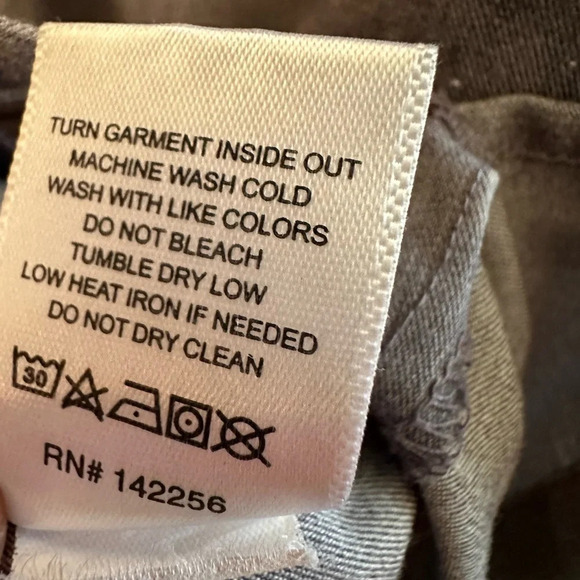 TURN GARMENT INSIDE OUT
MACHINE WASH COLD
WASH WITH LIKE COLORS
DO NOT BLEACH
TUMBLE DRY LOW
LOW HEAT IRON IF NEEDED
DO NOT DRY CLEAN
30
RN# 142256